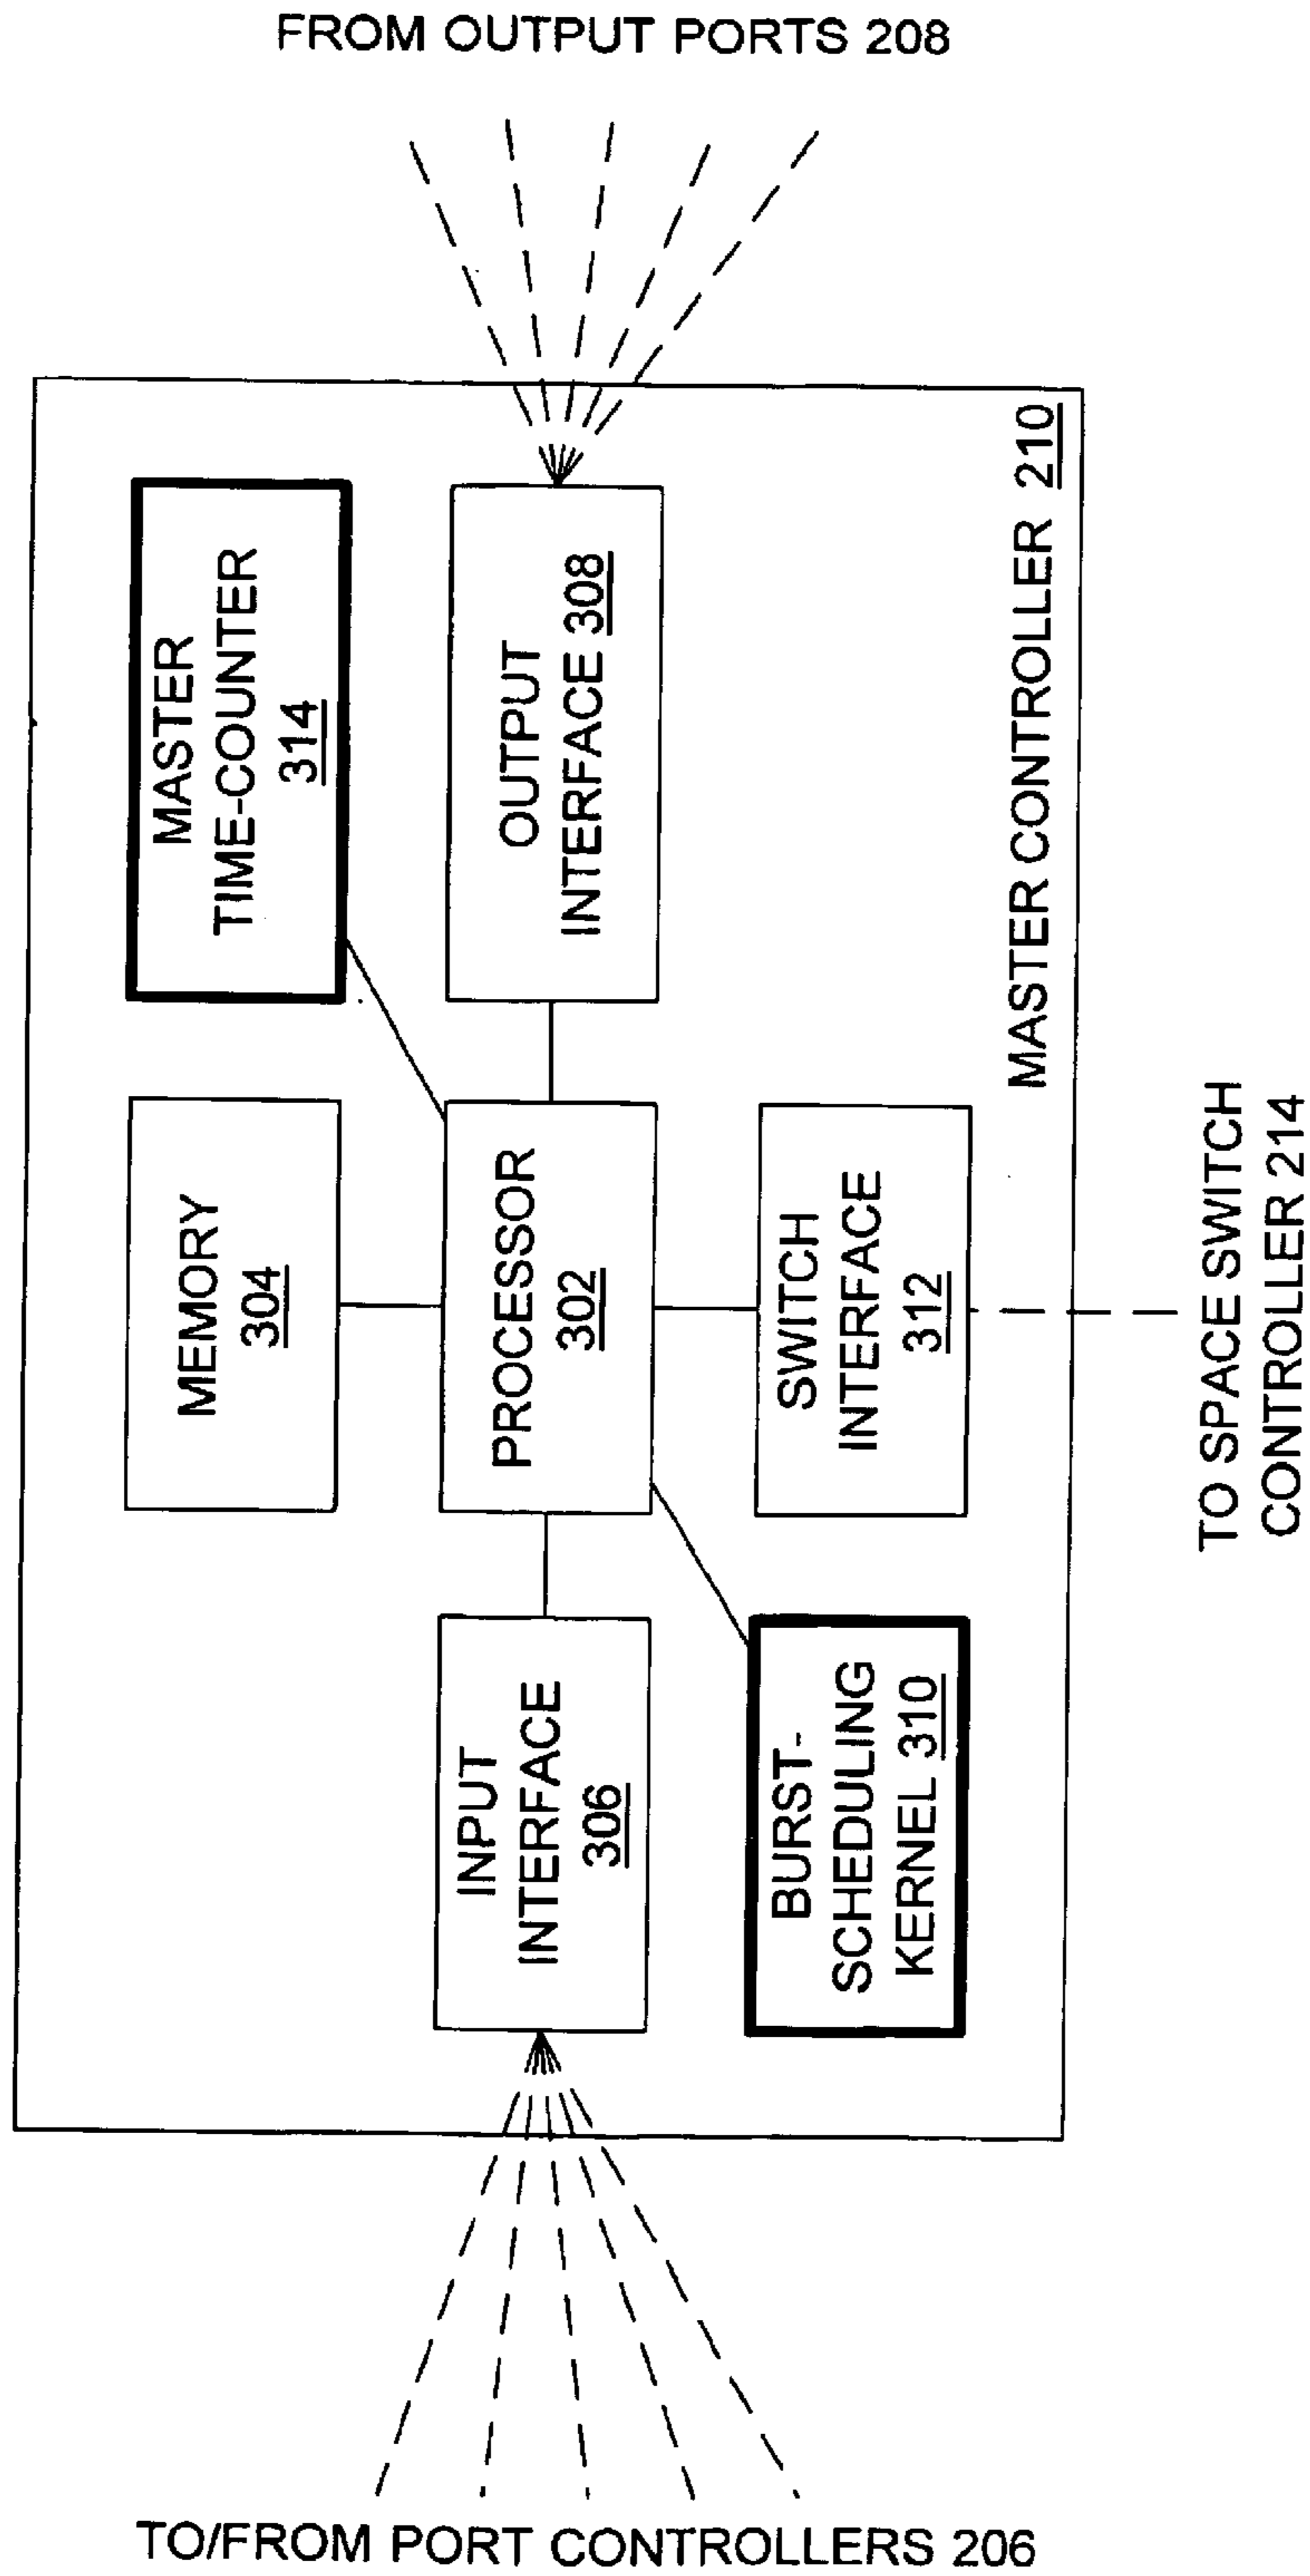 FROM OUTPUT PORTS 208
MASTER
TIME-COUNTER
314
OUTPUT
INTERFACE 308
MASTER CONTROLLER 210
MEMORY
304
PROCESSOR
302
SWITCH
INTERFACE
312
TO SPACE SWITCH
CONTROLLER 214
INPUT
INTERFACE
306
BURST-
SCHEDULING
KERNEL 310
TO/FROM PORT CONTROLLERS 206